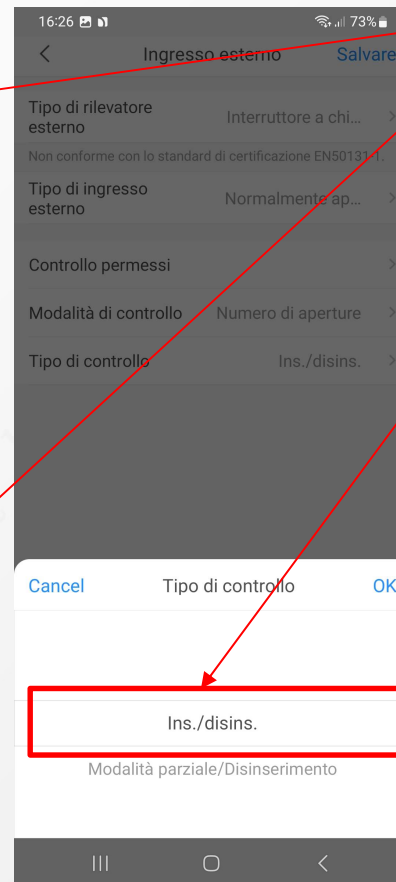 16:26 73%
Ingresso esterno Salvare
Tipo di rilevatore
esterno
Interruttore a chi...
Non conforme con lo standard di certificazione EN50131-1.
Tipo di ingresso
esterno
Normalmente ap...
Controllo permessi
Modalità di controllo Numero di aperture
Tipo di controllo Ins./disins.
Cancel Tipo di controllo OK
Ins./disins.
Modalità parziale/Disinserimento